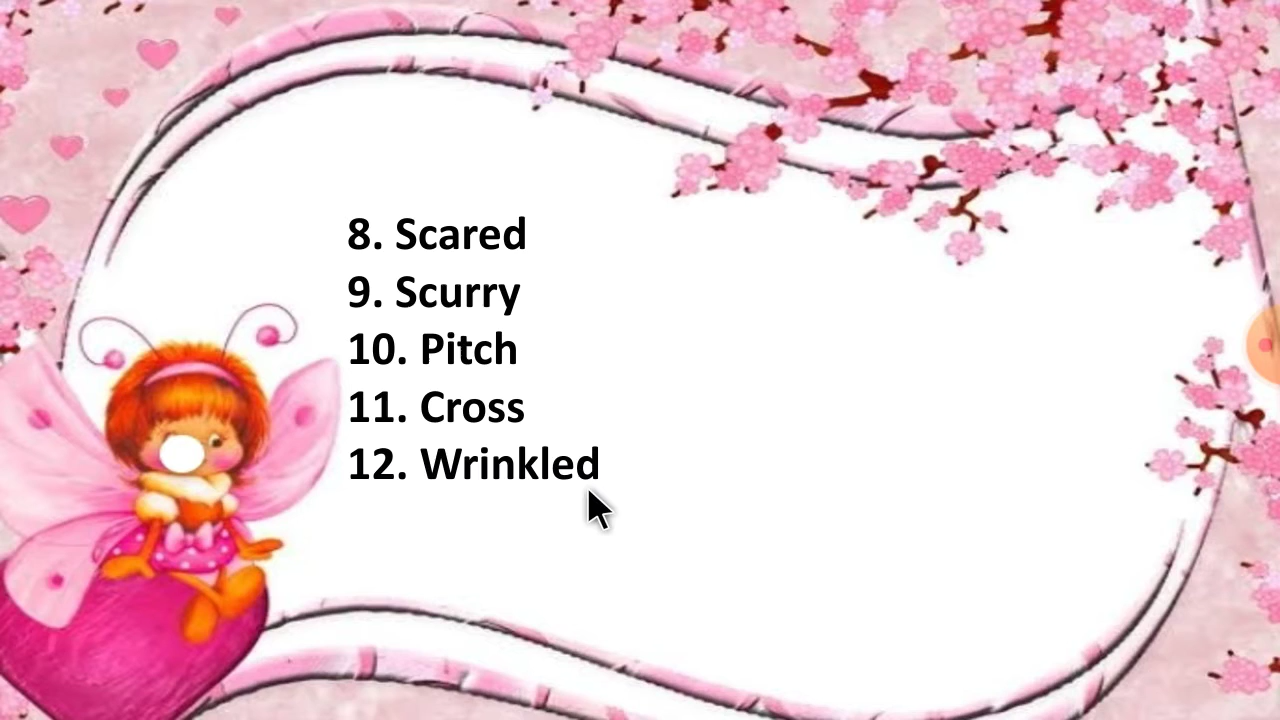 8. Scared
9. Scurry
10. Pitch
11. Cross
12. Wrinkled